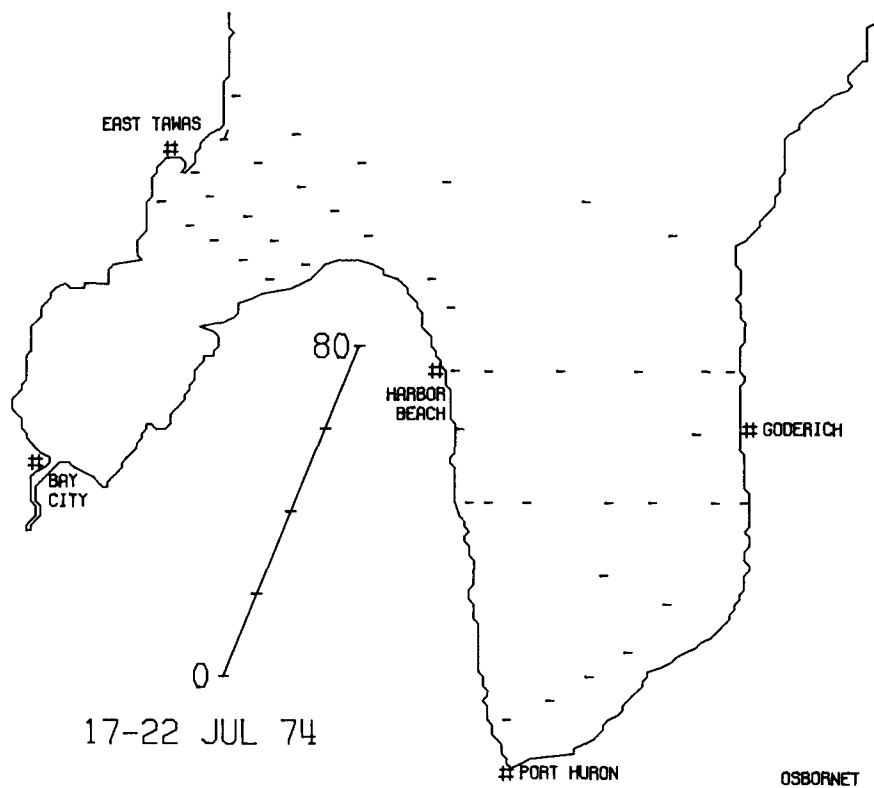 EAST TAWAS
80
HARBOR
BEACH
GODERICH
BAY
CITY
0
17-22 JUL 74
PORT HURON
OSBORNET